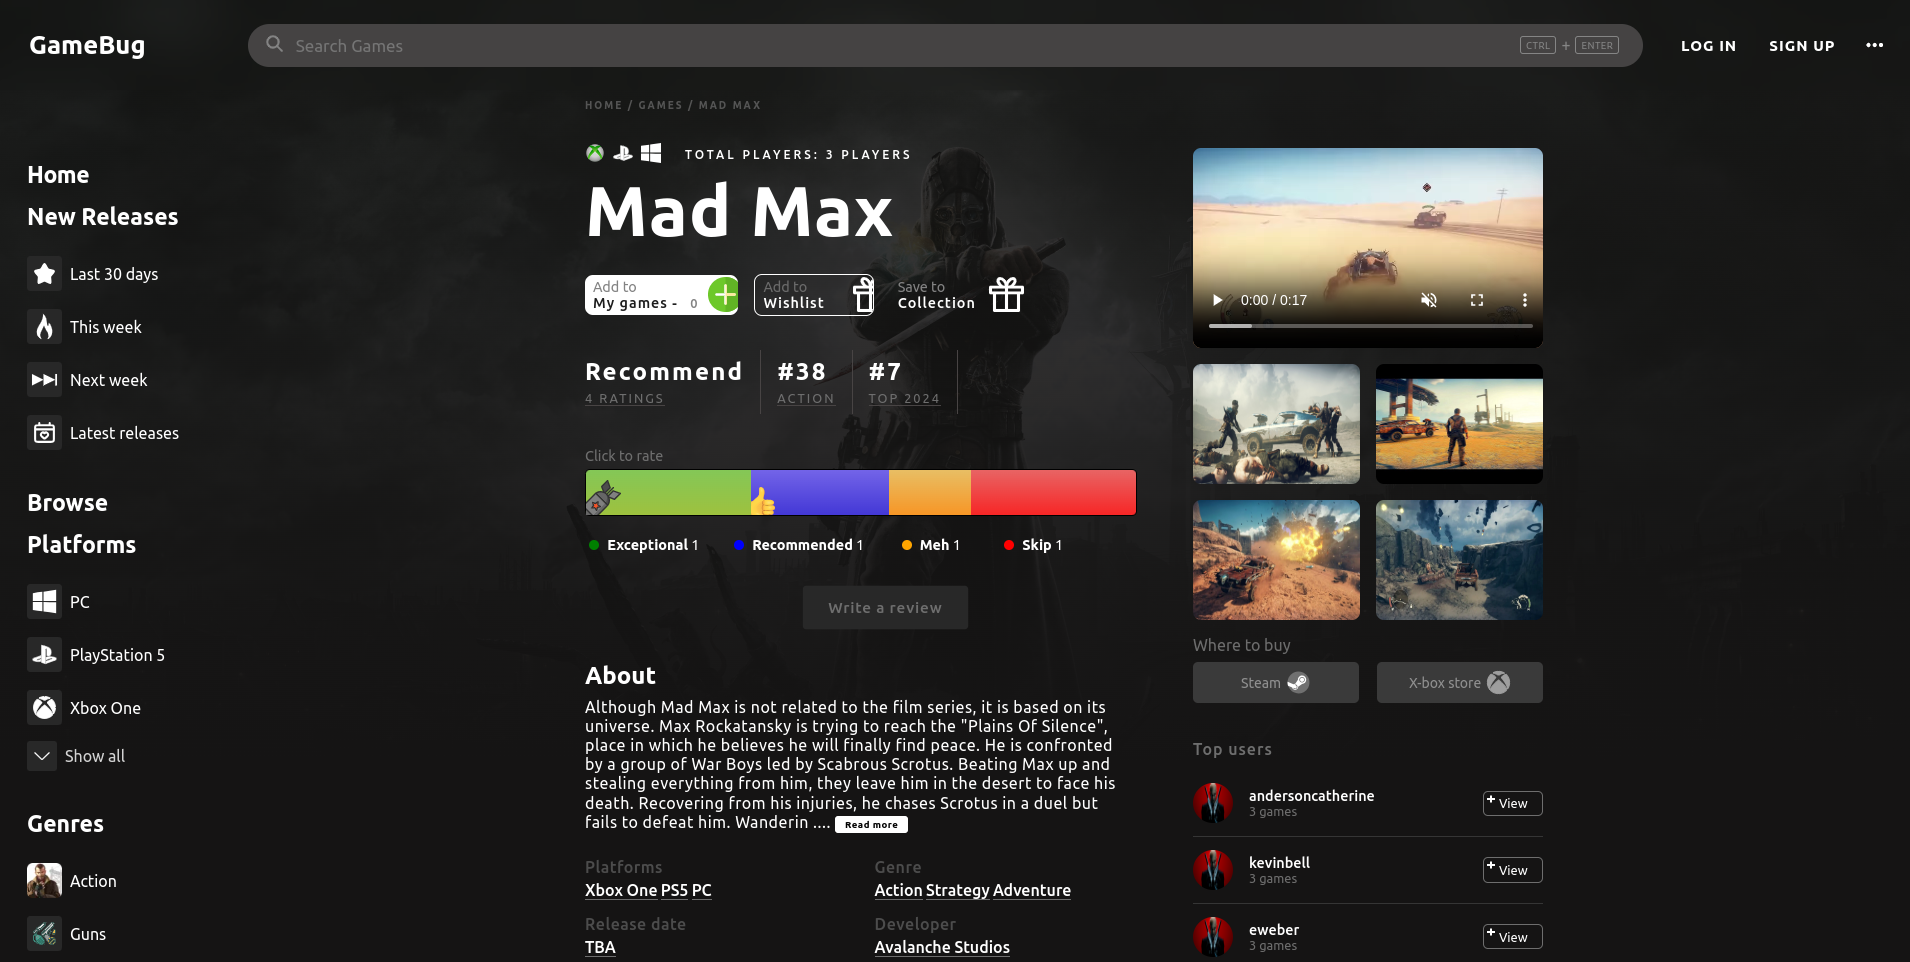 GameBug
Search Games
CTRL + ENTER
LOG IN
SIGN UP
HOME / GAMES / MAD MAX
Home
New Releases
Last 30 days
This week
Next week
Latest releases
Browse
Platforms
PC
PlayStation 5
Xbox One
Show all
Genres
Action
Guns
TOTAL PLAYERS: 3 PLAYERS
Mad Max
Add to
My games - 0
Add to
Wishlist
Save to
Collection
Recommend
4 RATINGS
#38
ACTION
#7
TOP 2024
Click to rate
Exceptional 1
Recommended 1
Meh 1
Skip 1
Write a review
About
Although Mad Max is not related to the film series, it is based on its
universe. Max Rockatansky is trying to reach the "Plains Of Silence",
place in which he believes he will finally find peace. He is confronted
by a group of War Boys led by Scabrous Scrotus. Beating Max up and
stealing everything from him, they leave him in the desert to face his
death. Recovering from his injuries, he chases Scrotus in a duel but
fails to defeat him. Wanderin .... Read more
Platforms
Xbox One PS5 PC
Genre
Action Strategy Adventure
Release date
TBA
Developer
Avalanche Studios
0:00 / 0:17
Where to buy
Steam
X-box store
Top users
andersoncatherine
3 games
+ View
kevinbell
3 games
+ View
eweber
3 games
+ View